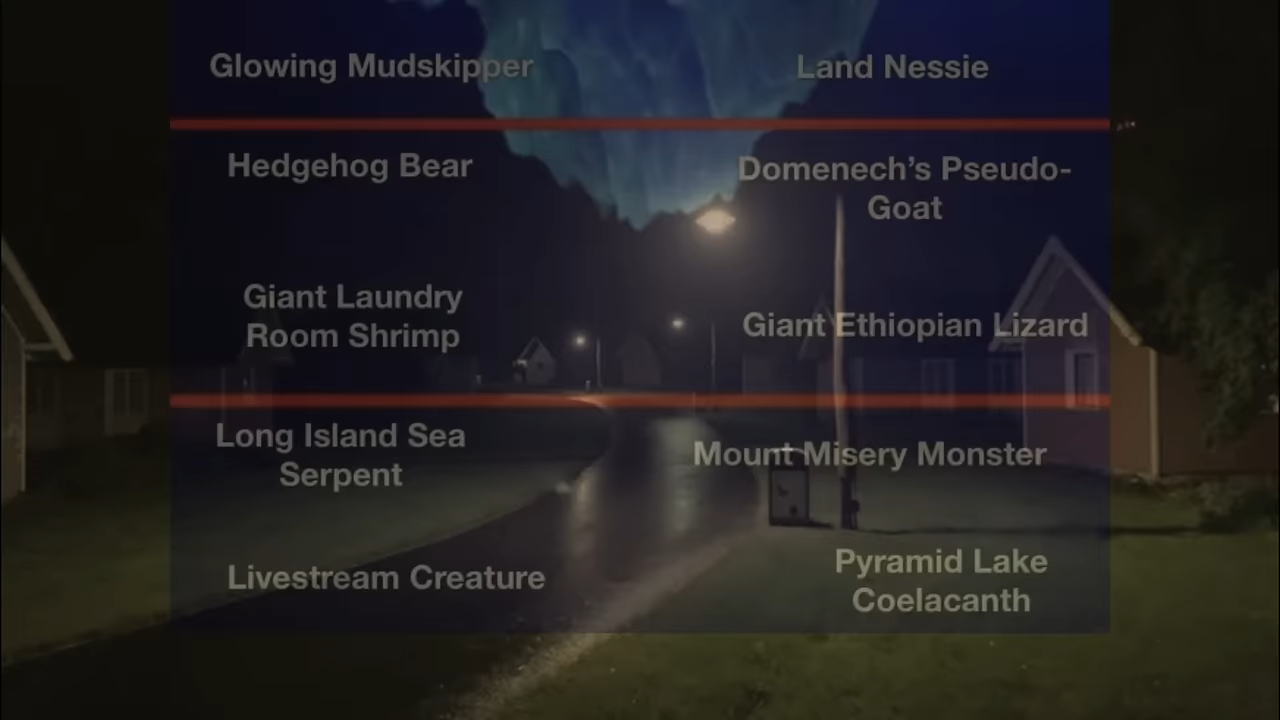 Glowing Mudskipper
Land Nessie
Hedgehog Bear
Domenech’s Pseudo-
Goat
Giant Laundry
Room Shrimp
Giant Ethiopian Lizard
Long Island Sea
Serpent
Mount Misery Monster
Livestream Creature
Pyramid Lake
Coelacanth